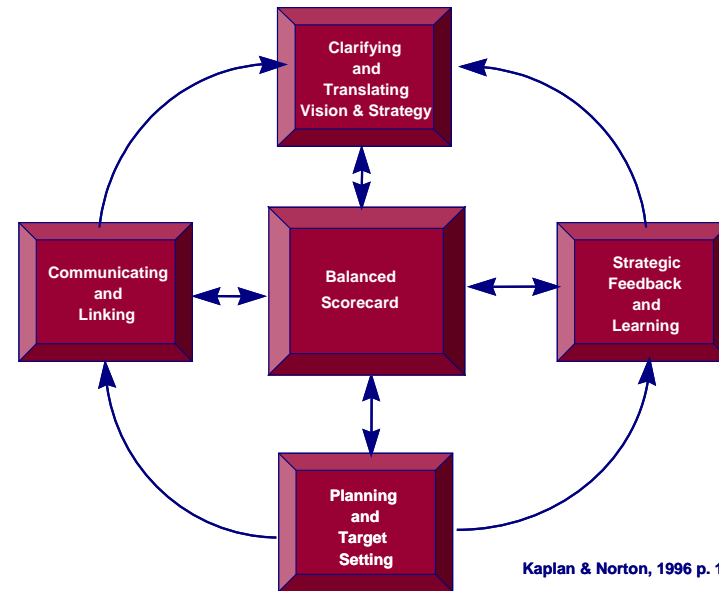 Clarifying
and
Translating
Vision & Strategy
Communicating
and
Linking
Balanced
Scorecard
Strategic
Feedback
and
Learning
Planning
and
Target
Setting
Kaplan & Norton, 1996 p. 1